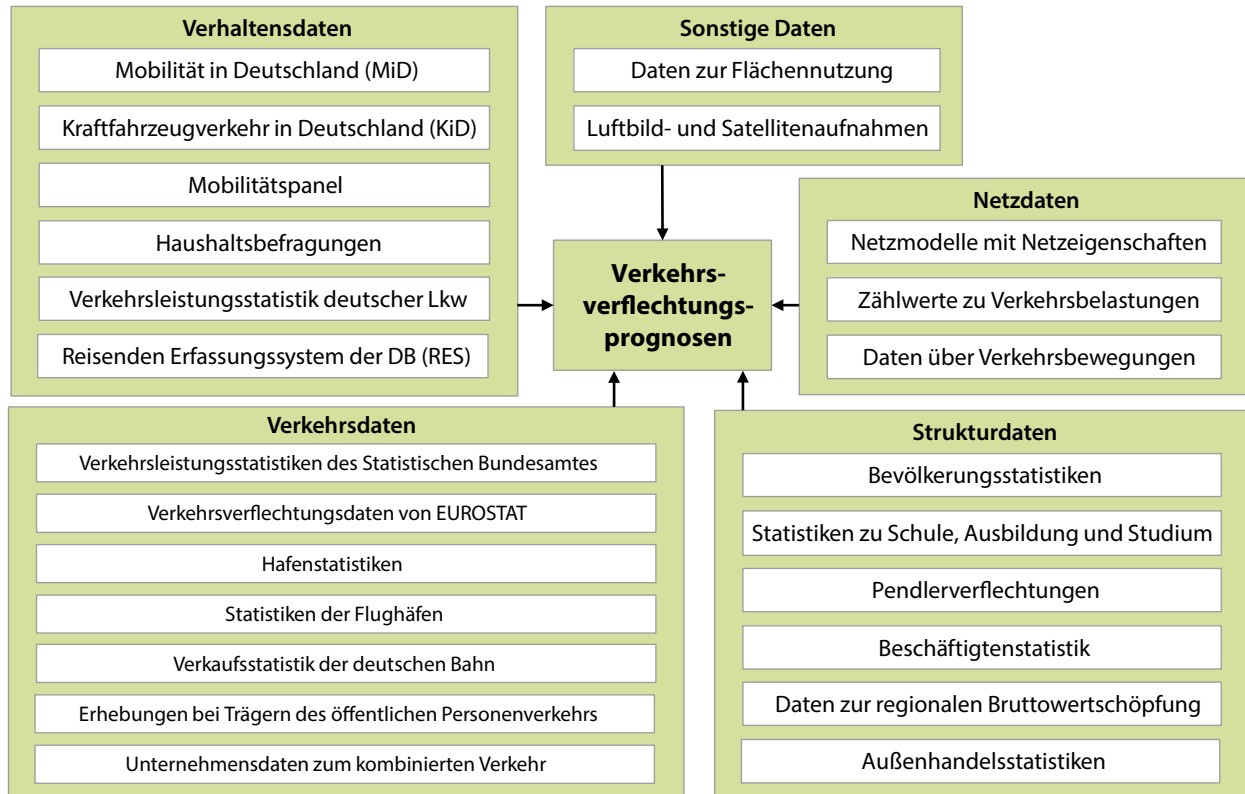 Verhaltensdaten
Mobilität in Deutschland (MiD)
Kraftfahrzeugverkehr in Deutschland (KiD)
Mobilitätspanel
Haushaltsbefragungen
Verkehrsleistungsstatistik deutscher Lkw
Reisenden Erfassungssystem der DB (RES)
Sonstige Daten
Daten zur Flächennutzung
Luftbild- und Satellitenaufnahmen
Verkehrs-
verflechtungs-
prognosen
Netzdaten
Netzmodelle mit Netzeigenschaften
Zählwerte zu Verkehrsbelastungen
Daten über Verkehrsbewegungen
Verkehrsdaten
Verkehrsleistungsstatistiken des Statistischen Bundesamtes
Verkehrsverflechtungsdaten von EUROSTAT
Hafenstatistiken
Statistiken der Flughäfen
Verkaufsstatistik der deutschen Bahn
Erhebungen bei Trägern des öffentlichen Personenverkehrs
Unternehmensdaten zum kombinierten Verkehr
Strukturdaten
Bevölkerungsstatistiken
Statistiken zu Schule, Ausbildung und Studium
Pendlerverflechtungen
Beschäftigtenstatistik
Daten zur regionalen Bruttowertschöpfung
Außenhandelsstatistiken